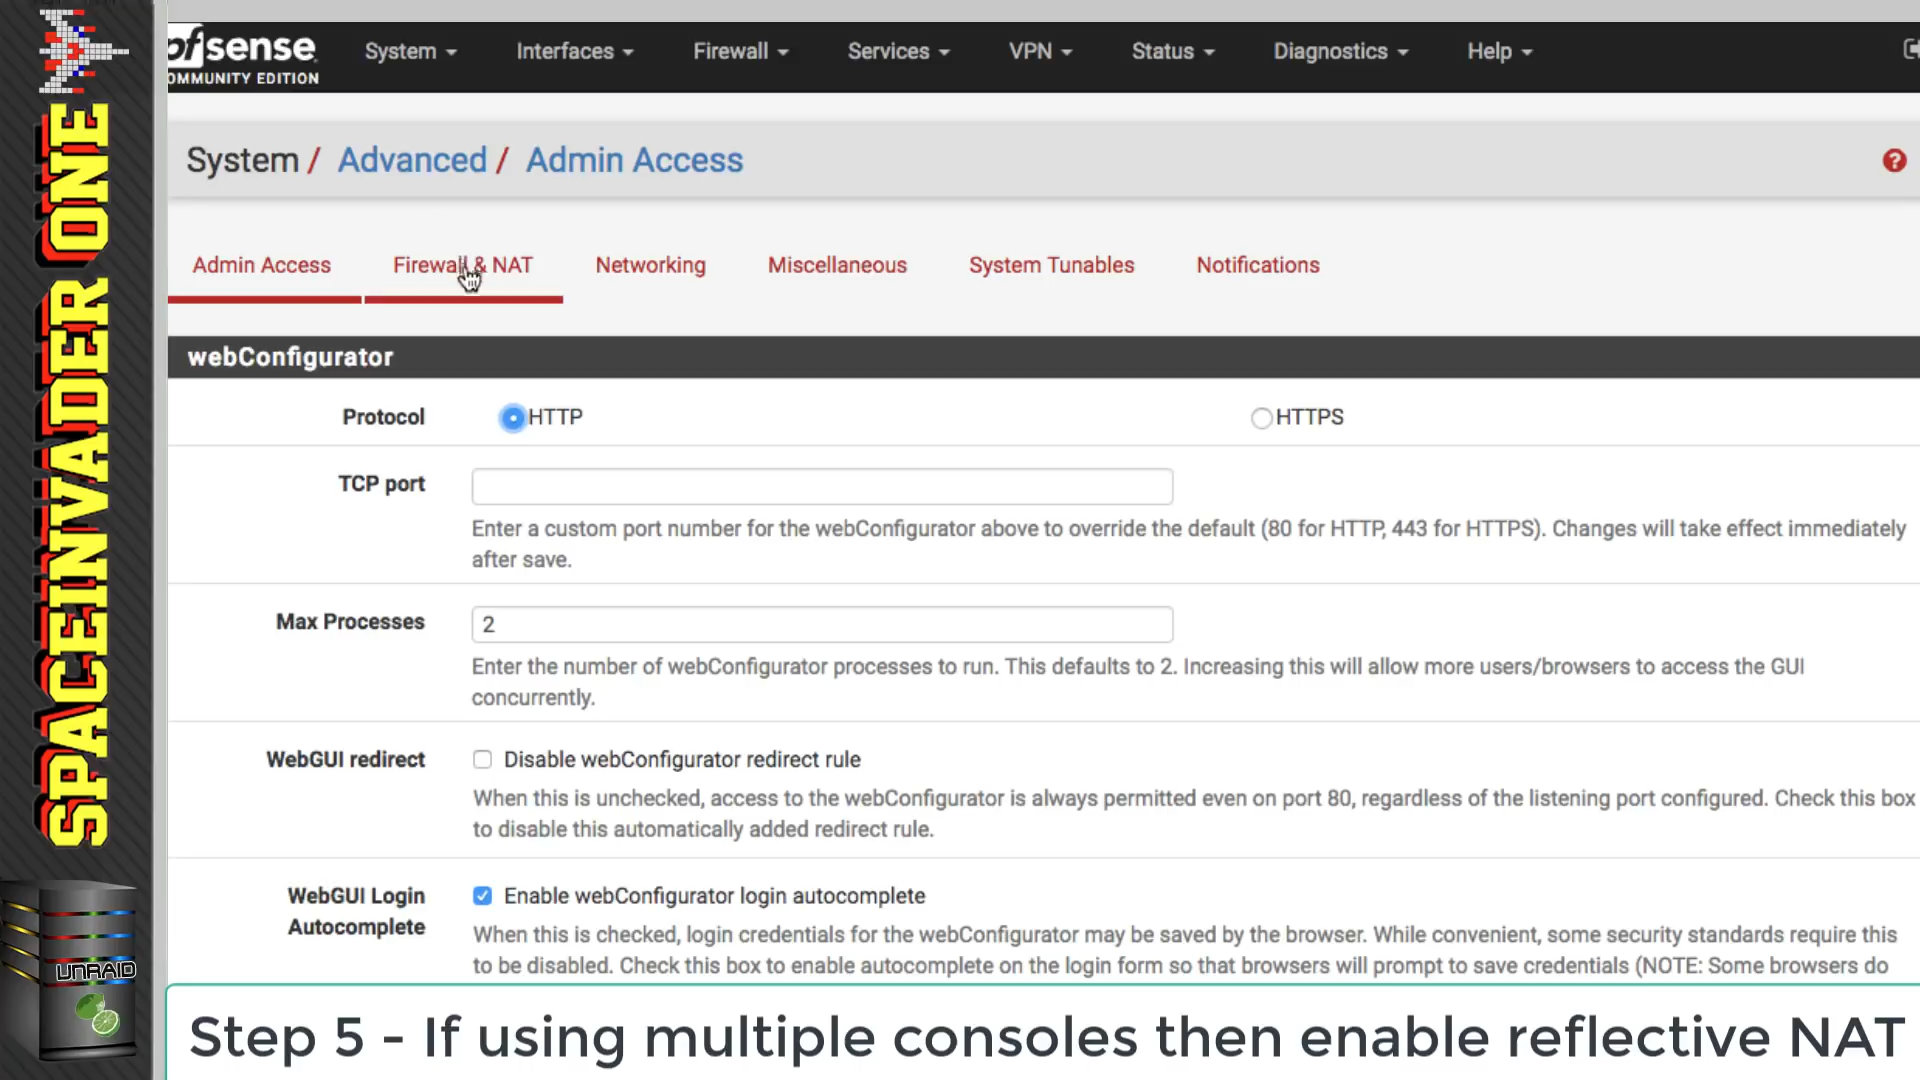 SPACEINVADER ONE
UNRAID
pfsense
COMMUNITY EDITION
System
Interfaces
Firewall
Services
VPN
Status
Diagnostics
Help
System / Advanced / Admin Access
?
Admin Access
Firewall & NAT
Networking
Miscellaneous
System Tunables
Notifications
webConfigurator
Protocol
HTTP
HTTPS
TCP port
Enter a custom port number for the webConfigurator above to override the default (80 for HTTP, 443 for HTTPS). Changes will take effect immediately
after save.
Max Processes
2
Enter the number of webConfigurator processes to run. This defaults to 2. Increasing this will allow more users/browsers to access the GUI
concurrently.
WebGUI redirect
Disable webConfigurator redirect rule
When this is unchecked, access to the webConfigurator is always permitted even on port 80, regardless of the listening port configured. Check this box
to disable this automatically added redirect rule.
WebGUI Login
Autocomplete
Enable webConfigurator login autocomplete
When this is checked, login credentials for the webConfigurator may be saved by the browser. While convenient, some security standards require this
to be disabled. Check this box to enable autocomplete on the login form so that browsers will prompt to save credentials (NOTE: Some browsers do
Step 5 - If using multiple consoles then enable reflective NAT